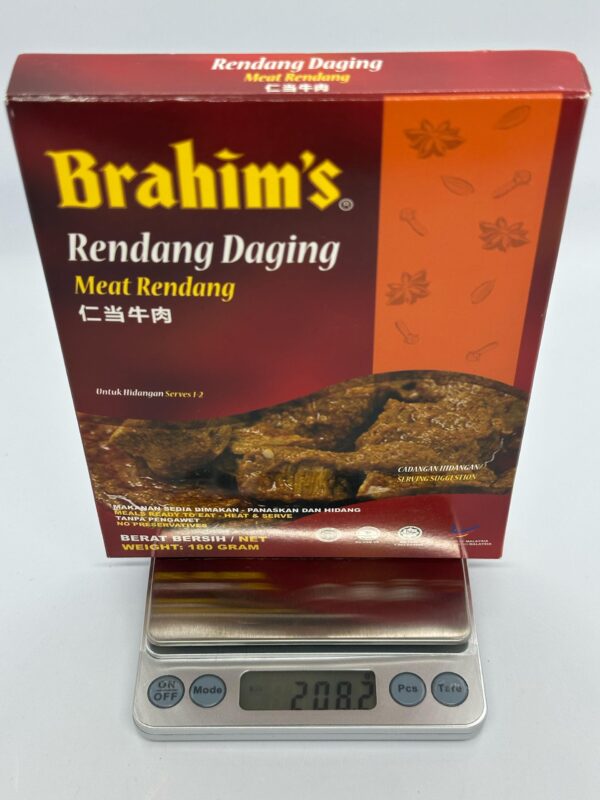 Rendang Daging
Meat Rendang
仁当牛肉
Brahim's®
Rendang Daging
Meat Rendang
仁当牛肉
Untuk Hidangan Serves 1-2
CADANGAN HIDANGAN
SERVING SUGGESTION
MAKANAN SEDIA DIMAKAN - PANASKAN DAN HIDANG
MEALS READY TO EAT - HEAT & SERVE
TANPA PENGAWET
NO PRESERVATIVES
BERAT BERSIH / NET
WEIGHT: 180 GRAM
ON
OFF
Mode
Pcs
Tare